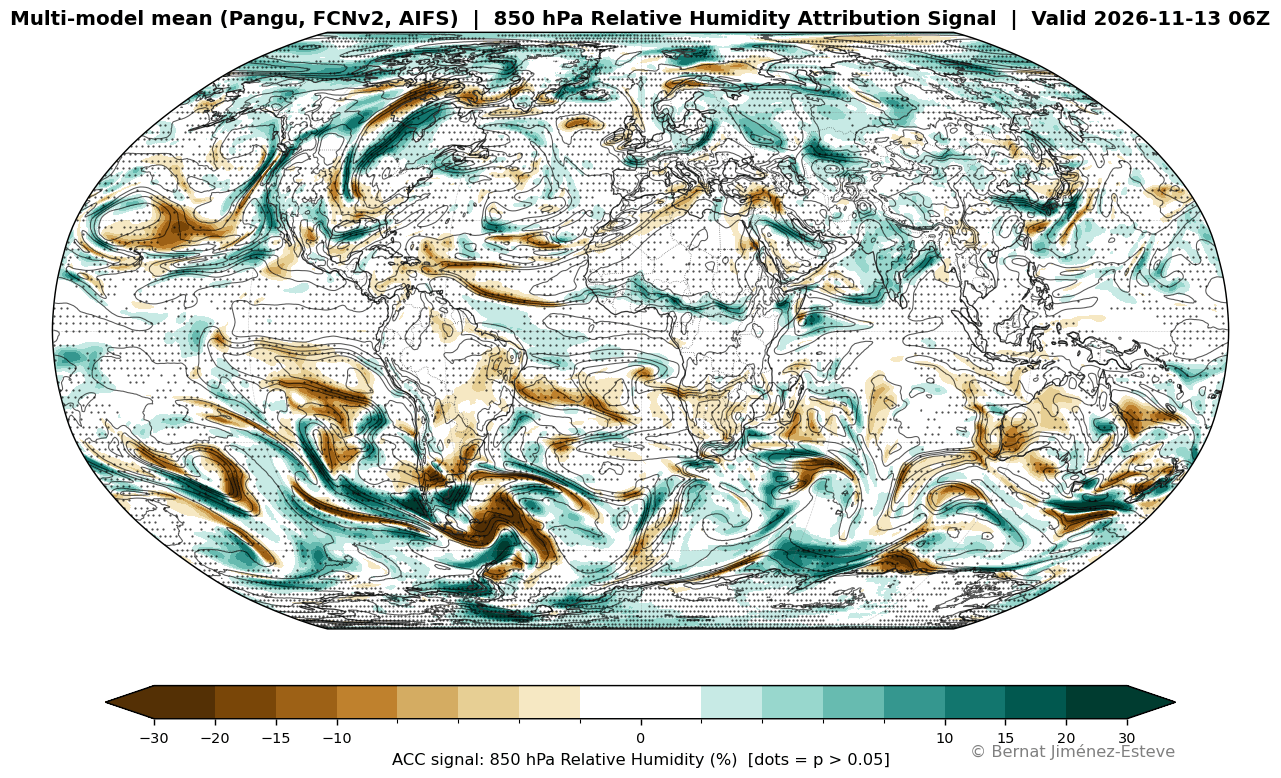 Multi-model mean (Pangu, FCNv2, AIFS)  |  850 hPa Relative Humidity Attribution Signal  |  Valid 2026-11-13 06Z
−30 −20 −15 −10 0 10 15 20 30
ACC signal: 850 hPa Relative Humidity (%)  [dots = p > 0.05]
© Bernat Jiménez-Esteve